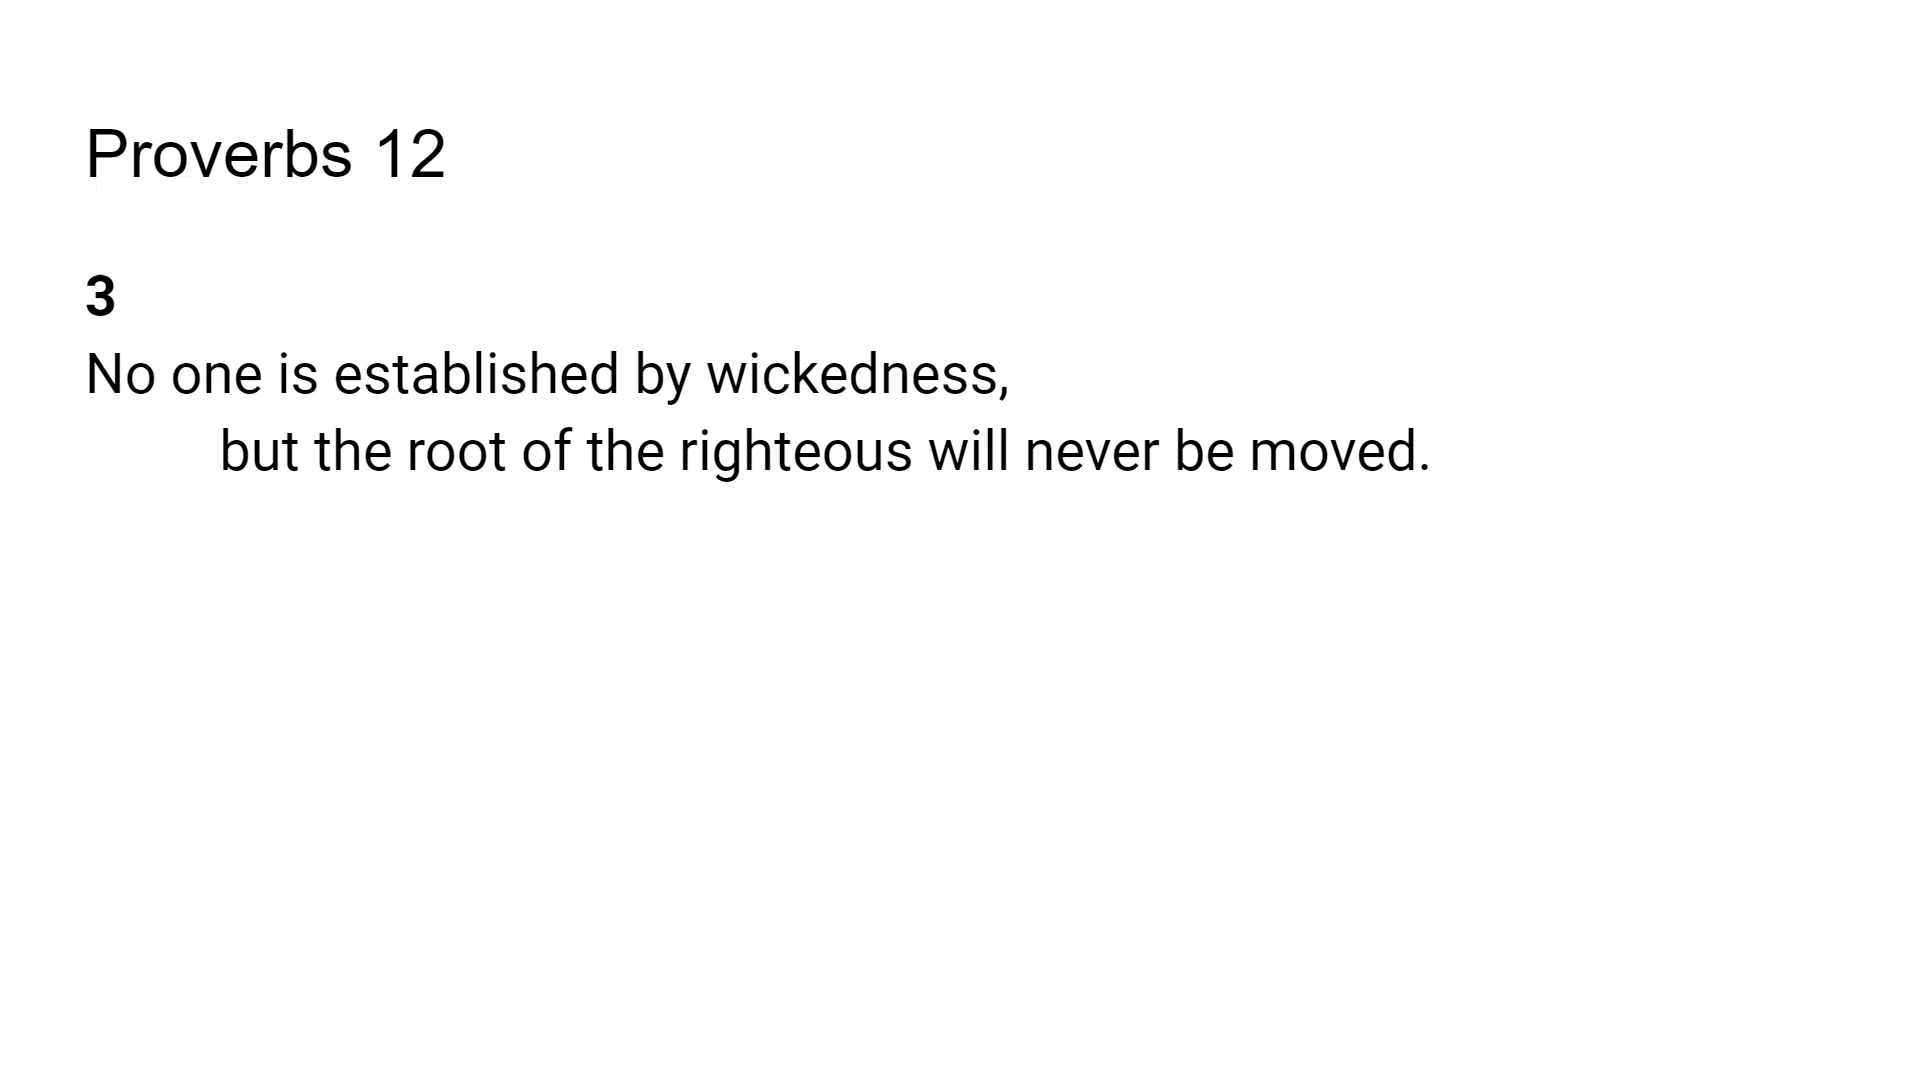 Proverbs 12
3
No one is established by wickedness,
but the root of the righteous will never be moved.